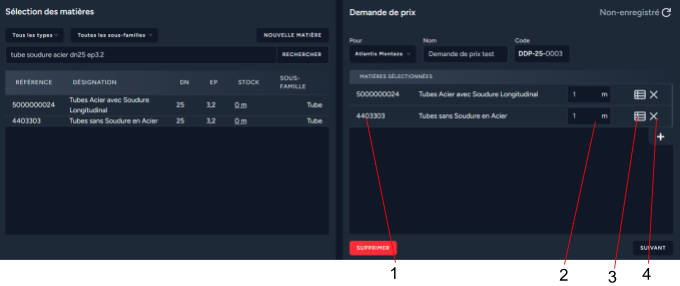 Sélection des matières
Tous les types
Toutes les sous-familles
NOUVELLE MATIÈRE
tube soudure acier dn25 ep3.2
RECHERCHER
RÉFÉRENCE DÉSIGNATION DN EP STOCK SOUS-
FAMILLE
5000000024 Tubes Acier avec Soudure
Longitudinal 25 3,2 0 m Tube
4403303 Tubes sans Soudure en Acier 25 3,2 0 m Tube
Demande de prix
Non-enregistré
Pour Nom Code
Atlantis Montaza Demande de prix test DDP-25-0003
MATIÈRES SÉLECTIONNÉES
5000000024 Tubes Acier avec Soudure Longitudinal 1 m
4403303 Tubes sans Soudure en Acier 1 m
SUPPRIMER
SUIVANT
1 2 3 4